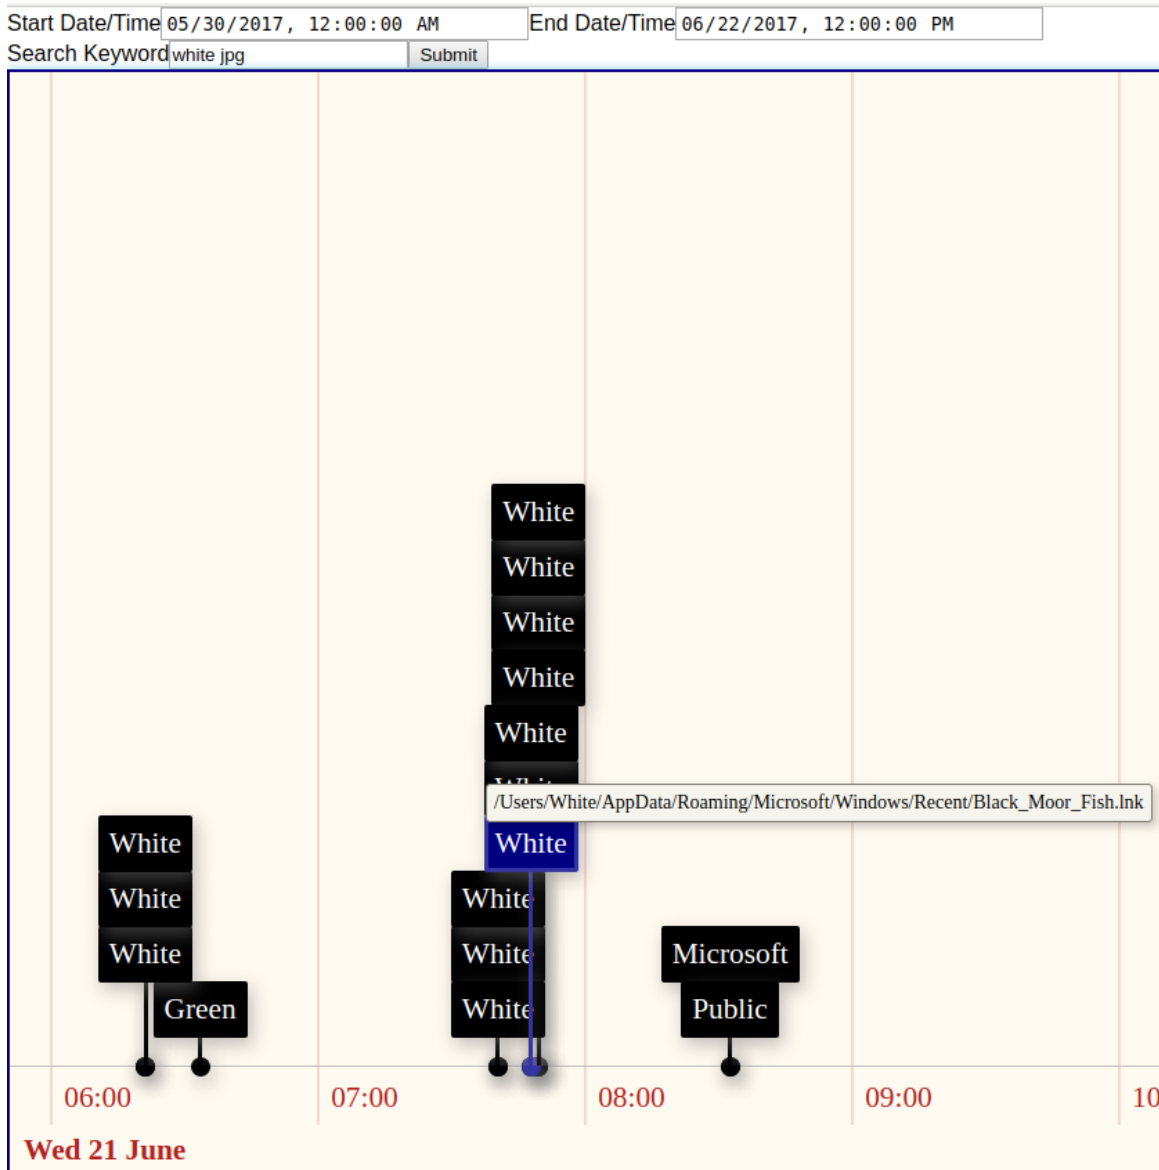 Start Date/Time 05/30/2017, 12:00:00 AM End Date/Time 06/22/2017, 12:00:00 PM
Search Keyword white jpg Submit
White
White
White
White
White
/Users/White/AppData/Roaming/Microsoft/Windows/Recent/Black_Moor_Fish.lnk
White White
White White
White White Microsoft
Green White Public
06:00 07:00 08:00 09:00 10
Wed 21 June